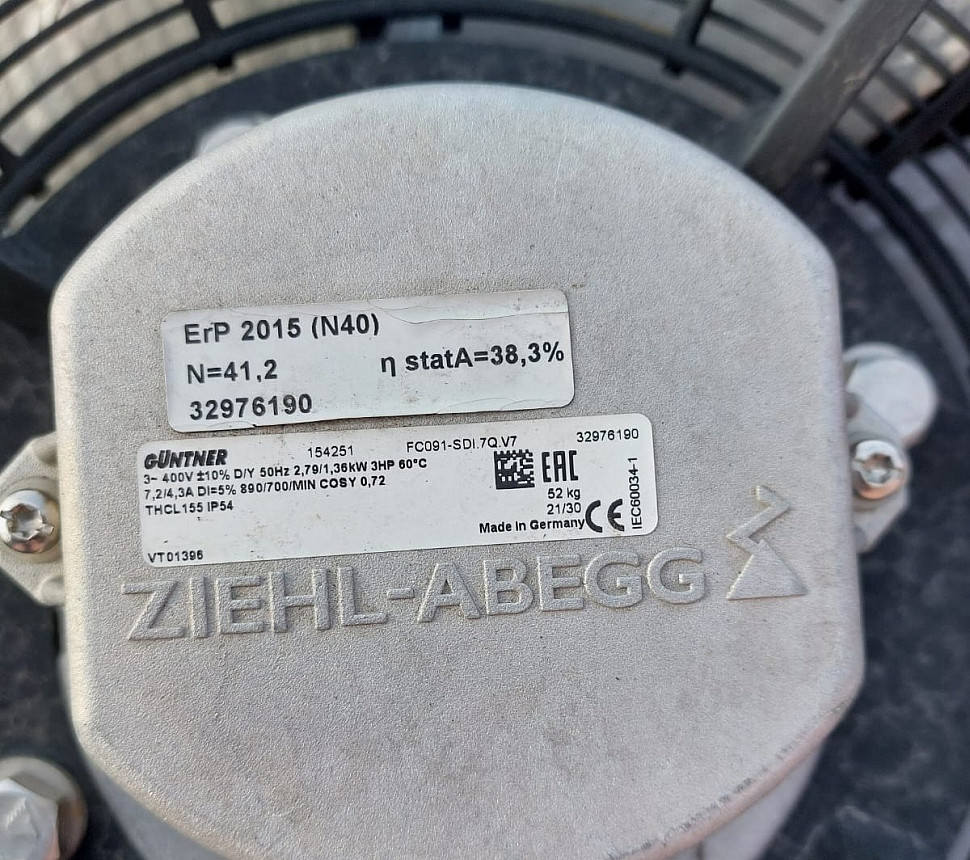 ErP 2015 (N40)
N=41,2 η statA=38,3%
32976190
GÜNTNER 154251 FC091-SDI.7Q.V7 32976190
3~ 400V ±10% D/Y 50Hz 2,79/1,36kW 3HP 60°C
7,2/4,3A DI=5% 890/700/MIN COSY 0,72
THCL155 IP54
EAC
52 kg
21/30
Made in Germany CE
IEC60034-1
VT01396
ZIEHL-ABEGG